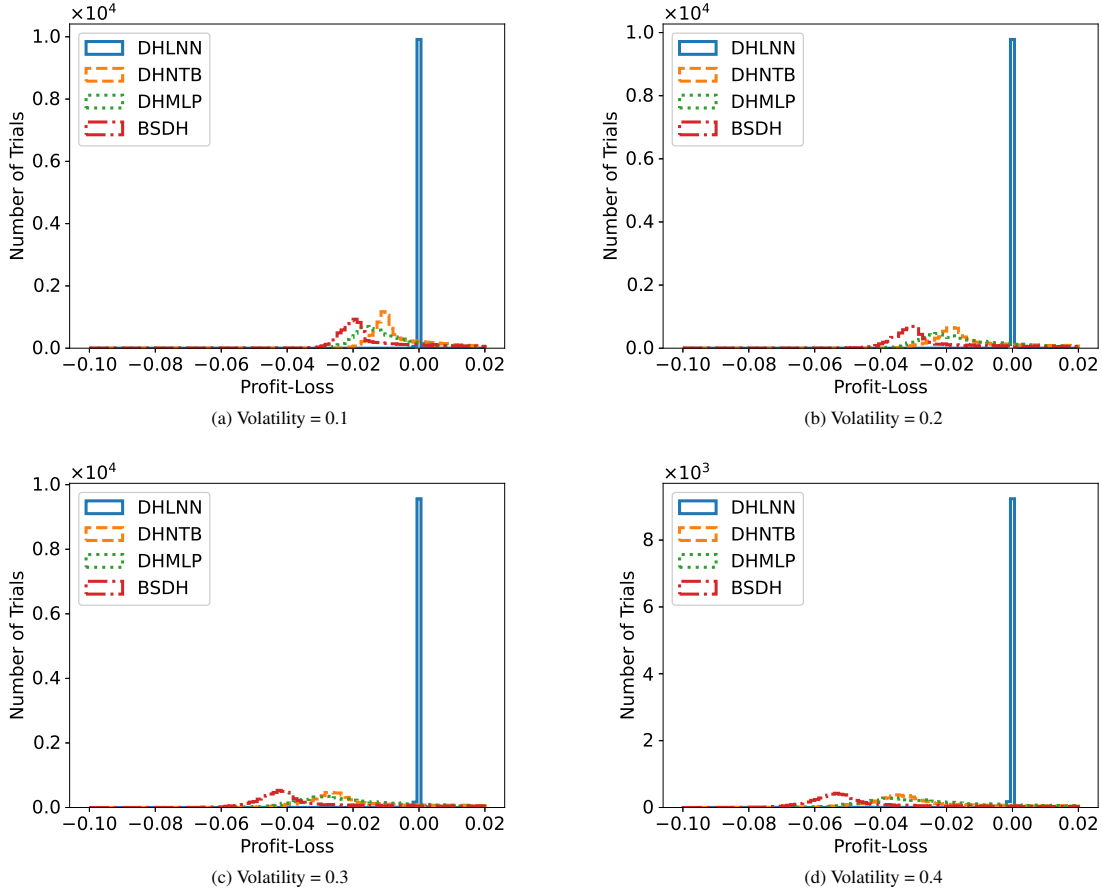 ×10⁴
1.0
0.8
0.6
0.4
0.2
0.0
Number of Trials
DHLNN
DHNTB
DHMLP
BSDH
−0.10 −0.08 −0.06 −0.04 −0.02 0.00 0.02
Profit-Loss
(a) Volatility = 0.1
×10⁴
1.0
0.8
0.6
0.4
0.2
0.0
Number of Trials
DHLNN
DHNTB
DHMLP
BSDH
−0.10 −0.08 −0.06 −0.04 −0.02 0.00 0.02
Profit-Loss
(b) Volatility = 0.2
×10⁴
1.0
0.8
0.6
0.4
0.2
0.0
Number of Trials
DHLNN
DHNTB
DHMLP
BSDH
−0.10 −0.08 −0.06 −0.04 −0.02 0.00 0.02
Profit-Loss
(c) Volatility = 0.3
×10³
8
6
4
2
0
Number of Trials
DHLNN
DHNTB
DHMLP
BSDH
−0.10 −0.08 −0.06 −0.04 −0.02 0.00 0.02
Profit-Loss
(d) Volatility = 0.4